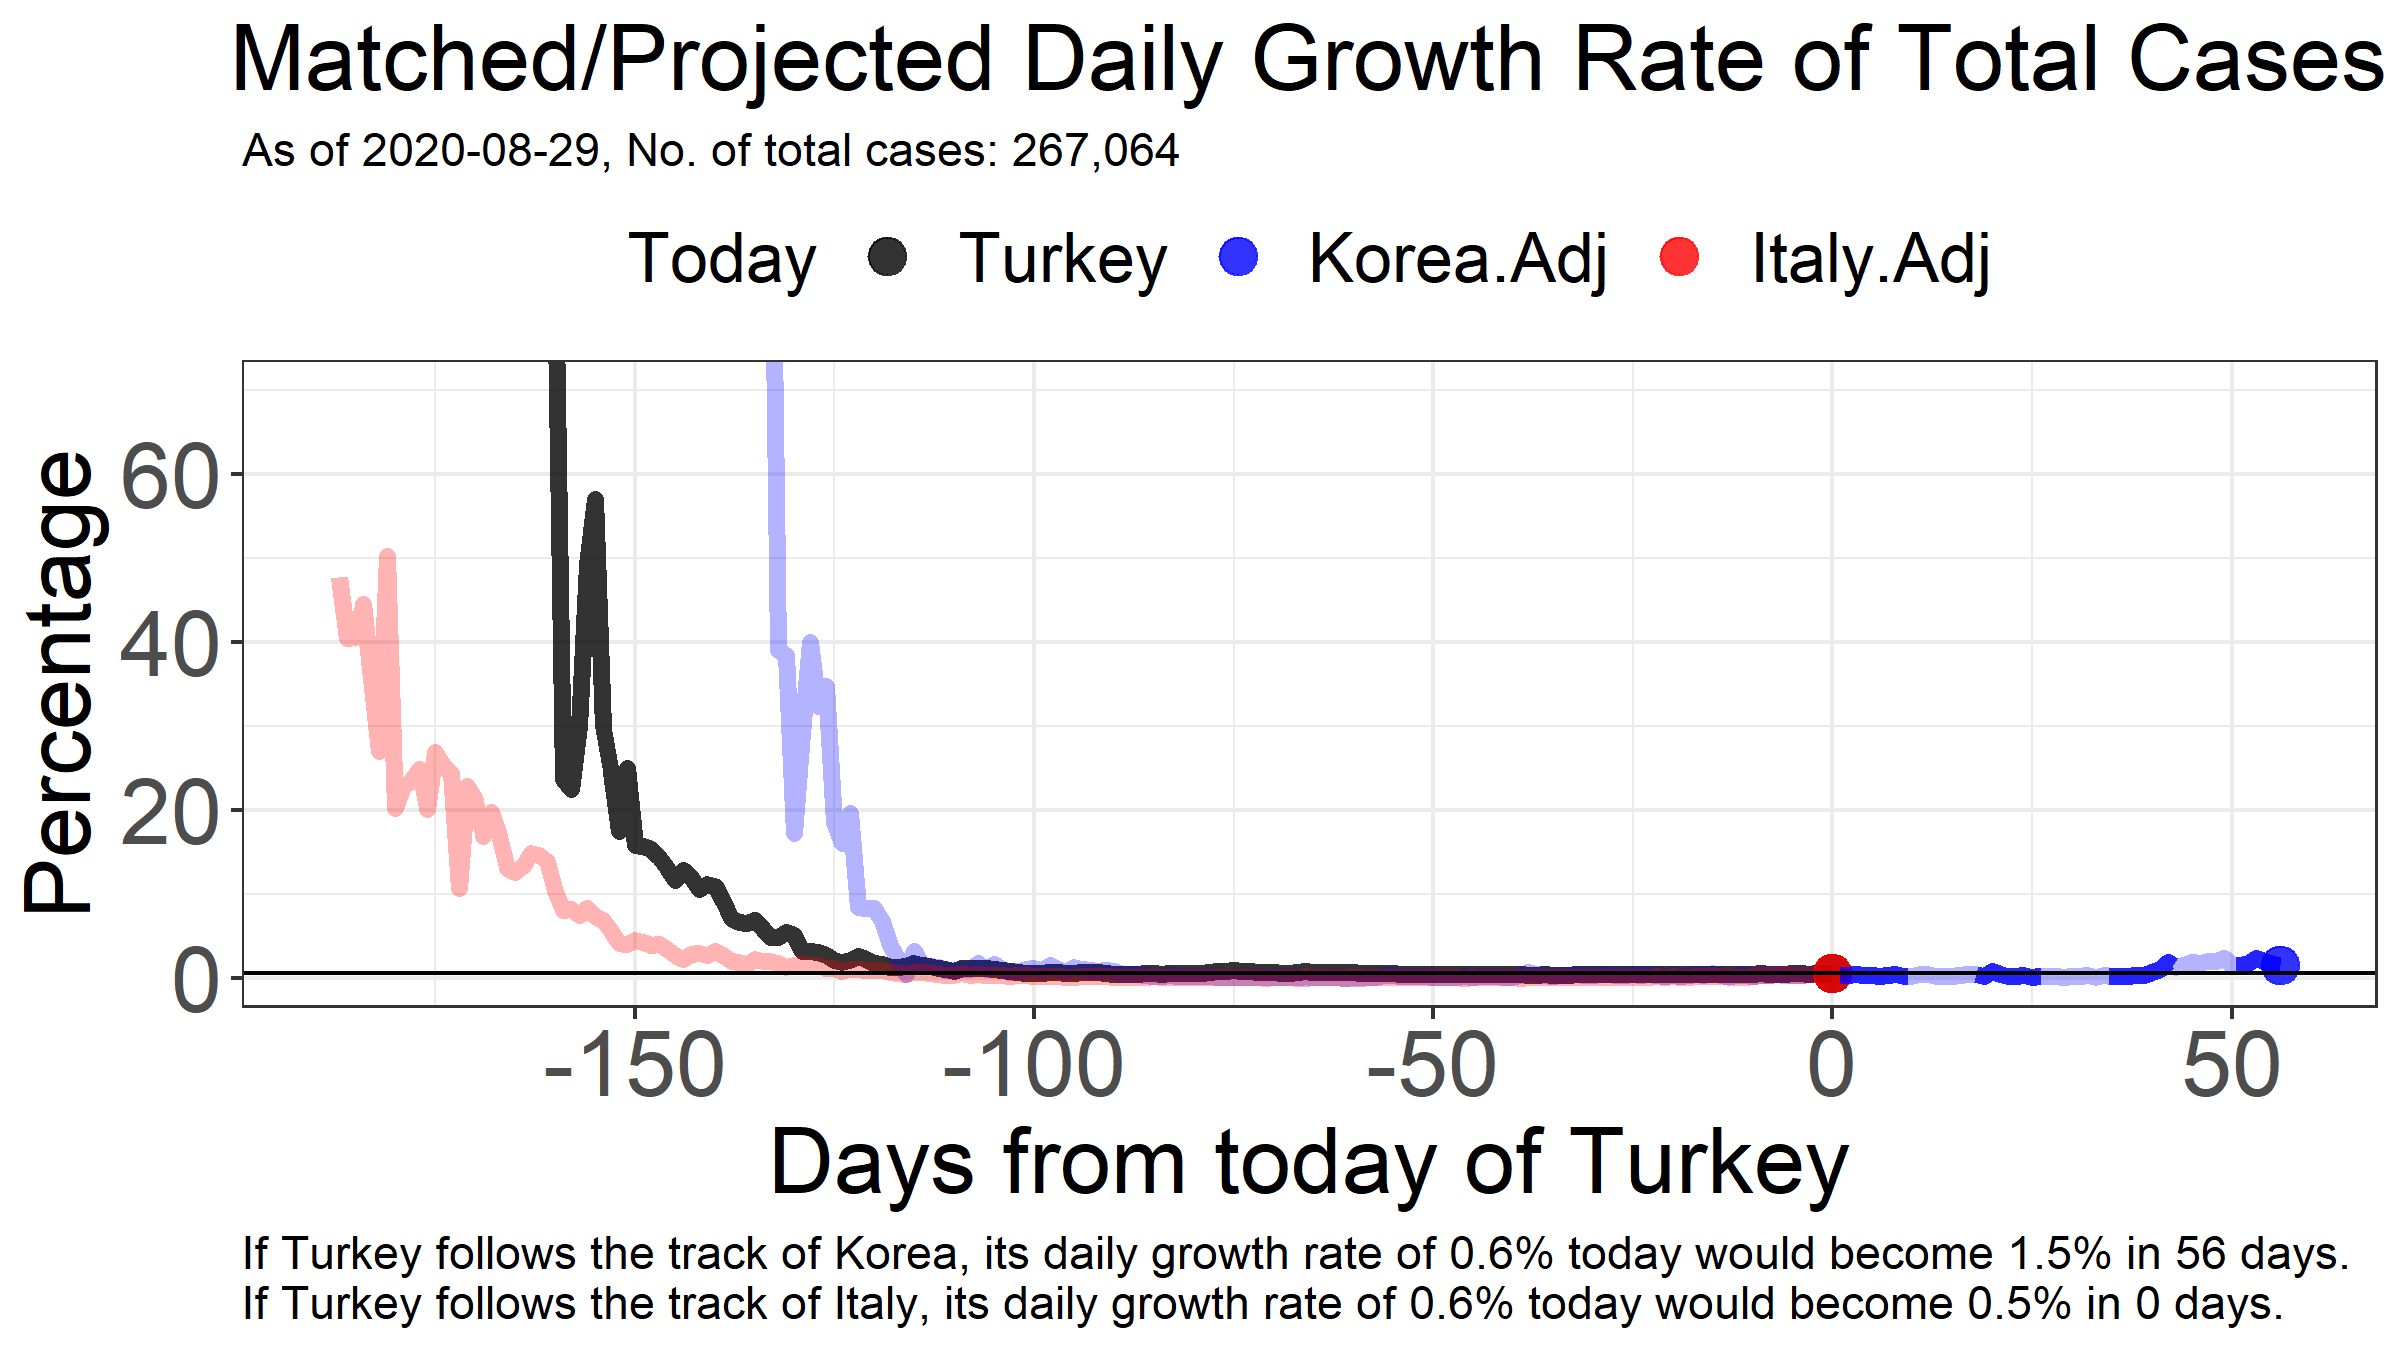 Matched/Projected Daily Growth Rate of Total Cases
As of 2020-08-29, No. of total cases: 267,064
Today Turkey Korea.Adj Italy.Adj
Percentage
60
40
20
0
-150 -100 -50 0 50
Days from today of Turkey
If Turkey follows the track of Korea, its daily growth rate of 0.6% today would become 1.5% in 56 days.
If Turkey follows the track of Italy, its daily growth rate of 0.6% today would become 0.5% in 0 days.